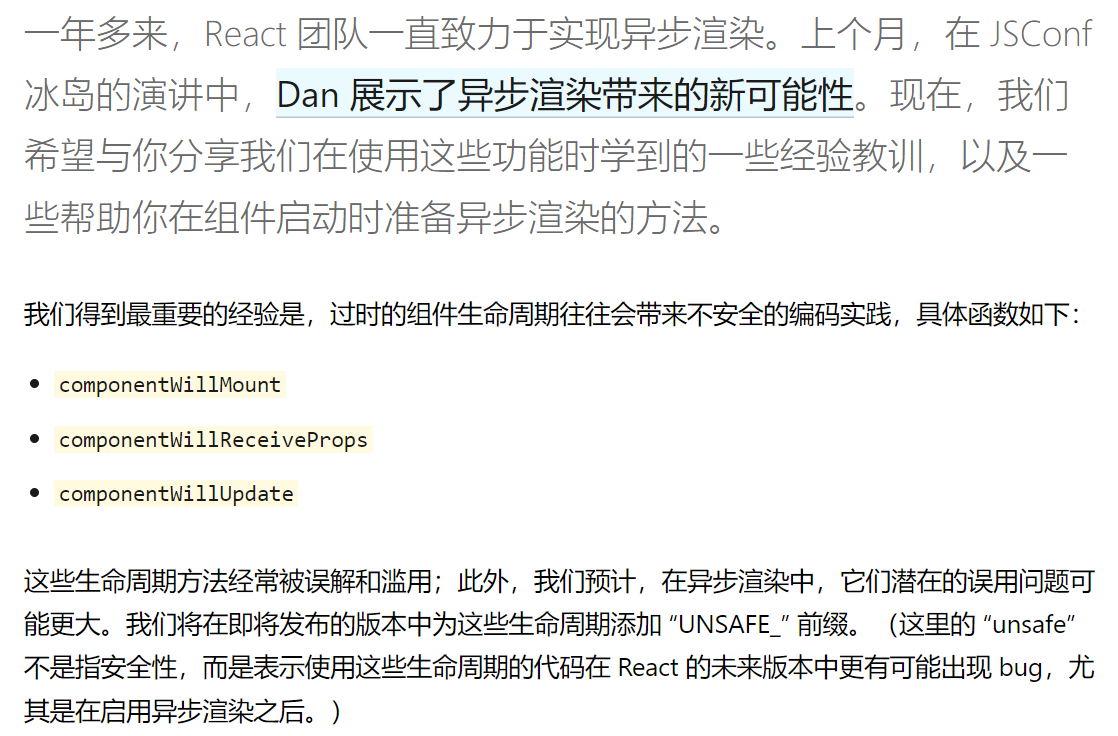 一年多来，React 团队一直致力于实现异步渲染。上个月，在 JSConf
冰岛的演讲中，Dan 展示了异步渲染带来的新可能性。现在，我们
希望与你分享我们在使用这些功能时学到的一些经验教训，以及一
些帮助你在组件启动时准备异步渲染的方法。
我们得到最重要的经验是，过时的组件生命周期往往会带来不安全的编码实践，具体函数如下：
• componentWillMount
• componentWillReceiveProps
• componentWillUpdate
这些生命周期方法经常被误解和滥用；此外，我们预计，在异步渲染中，它们潜在的误用问题可
能更大。我们将在即将发布的版本中为这些生命周期添加 “UNSAFE_” 前缀。（这里的 “unsafe”
不是指安全性，而是表示使用这些生命周期的代码在 React 的未来版本中更有可能出现 bug，尤
其是在启用异步渲染之后。）